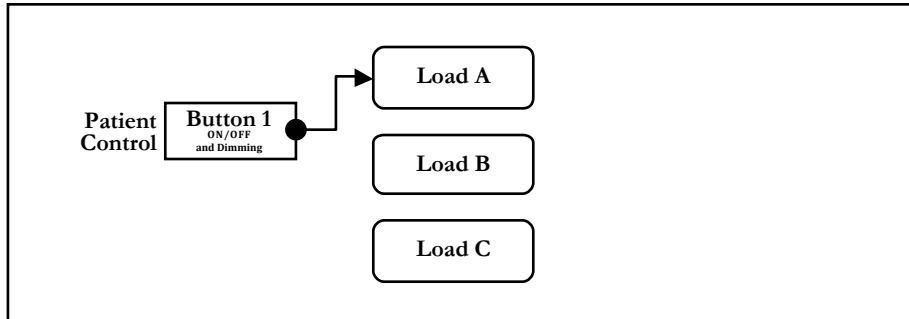 Load A
Patient
Control
Button 1
ON/OFF
and Dimming
Load B
Load C